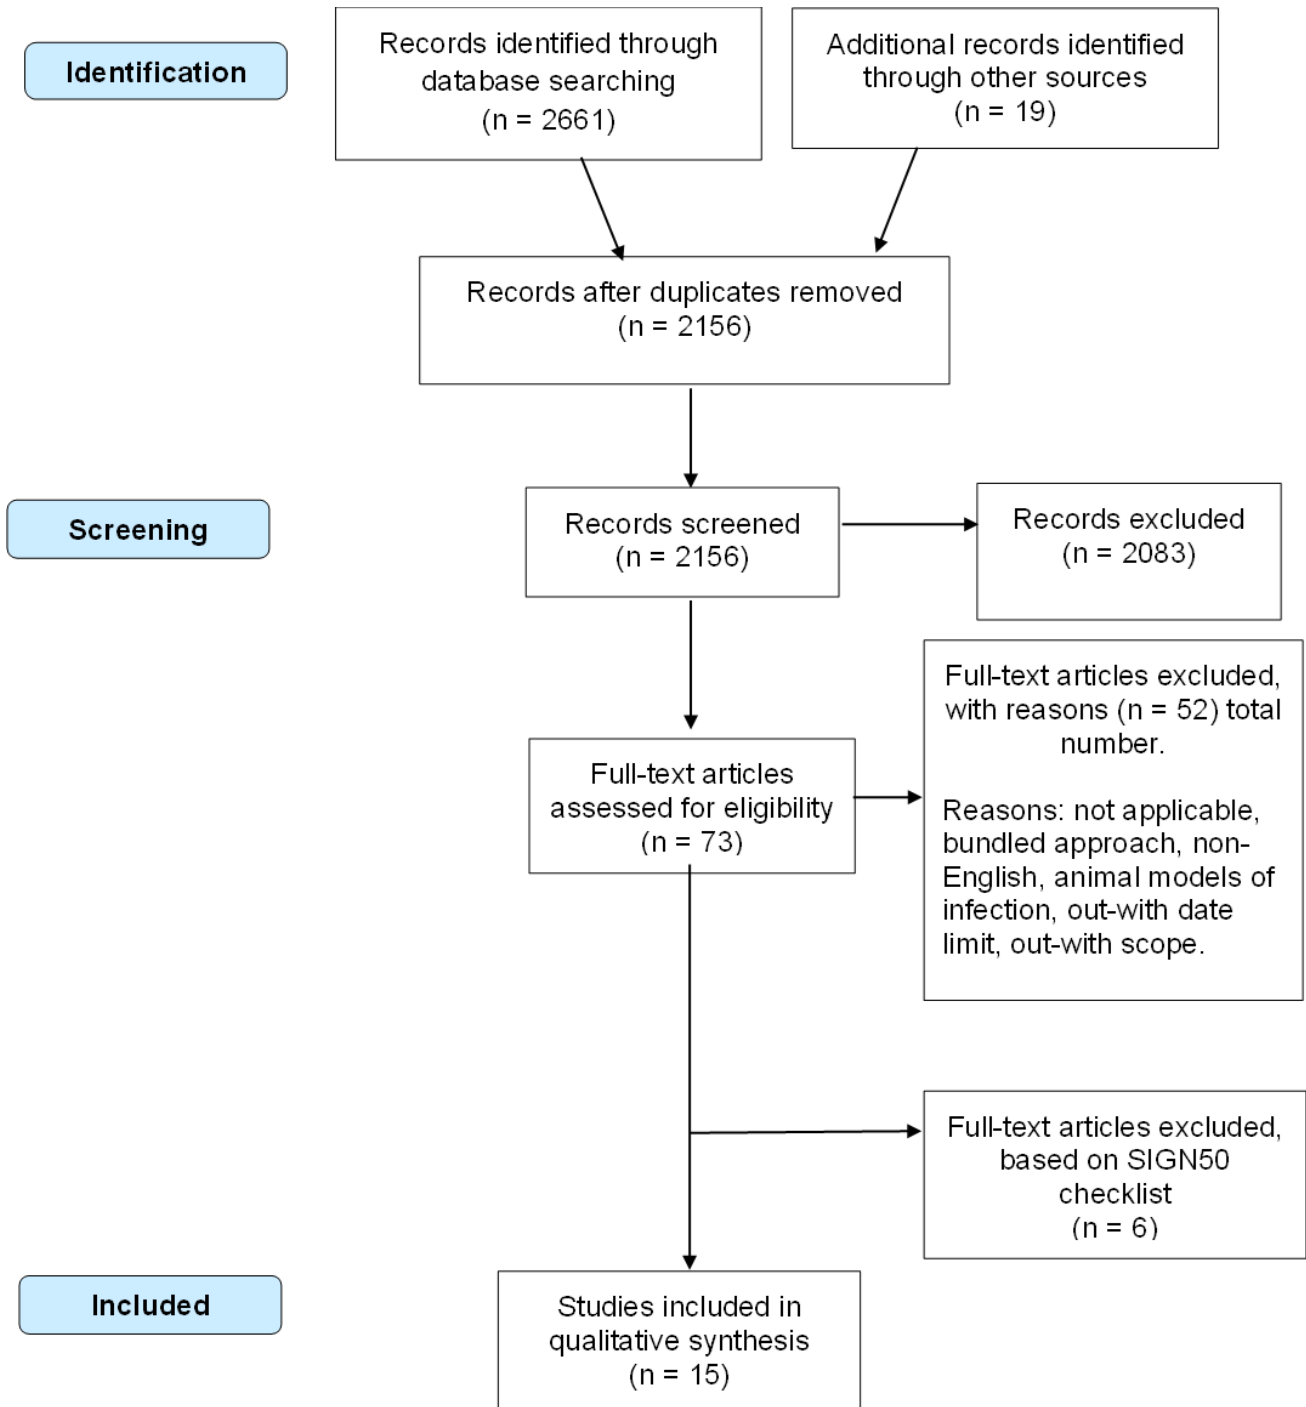 Identification
Records identified through
database searching
(n = 2661)
Additional records identified
through other sources
(n = 19)
Records after duplicates removed
(n = 2156)
Screening
Records screened
(n = 2156)
Records excluded
(n = 2083)
Full-text articles
assessed for eligibility
(n = 73)
Full-text articles excluded,
with reasons (n = 52) total
number.
Reasons: not applicable,
bundled approach, non-
English, animal models of
infection, out-with date
limit, out-with scope.
Full-text articles excluded,
based on SIGN50
checklist
(n = 6)
Included
Studies included in
qualitative synthesis
(n = 15)